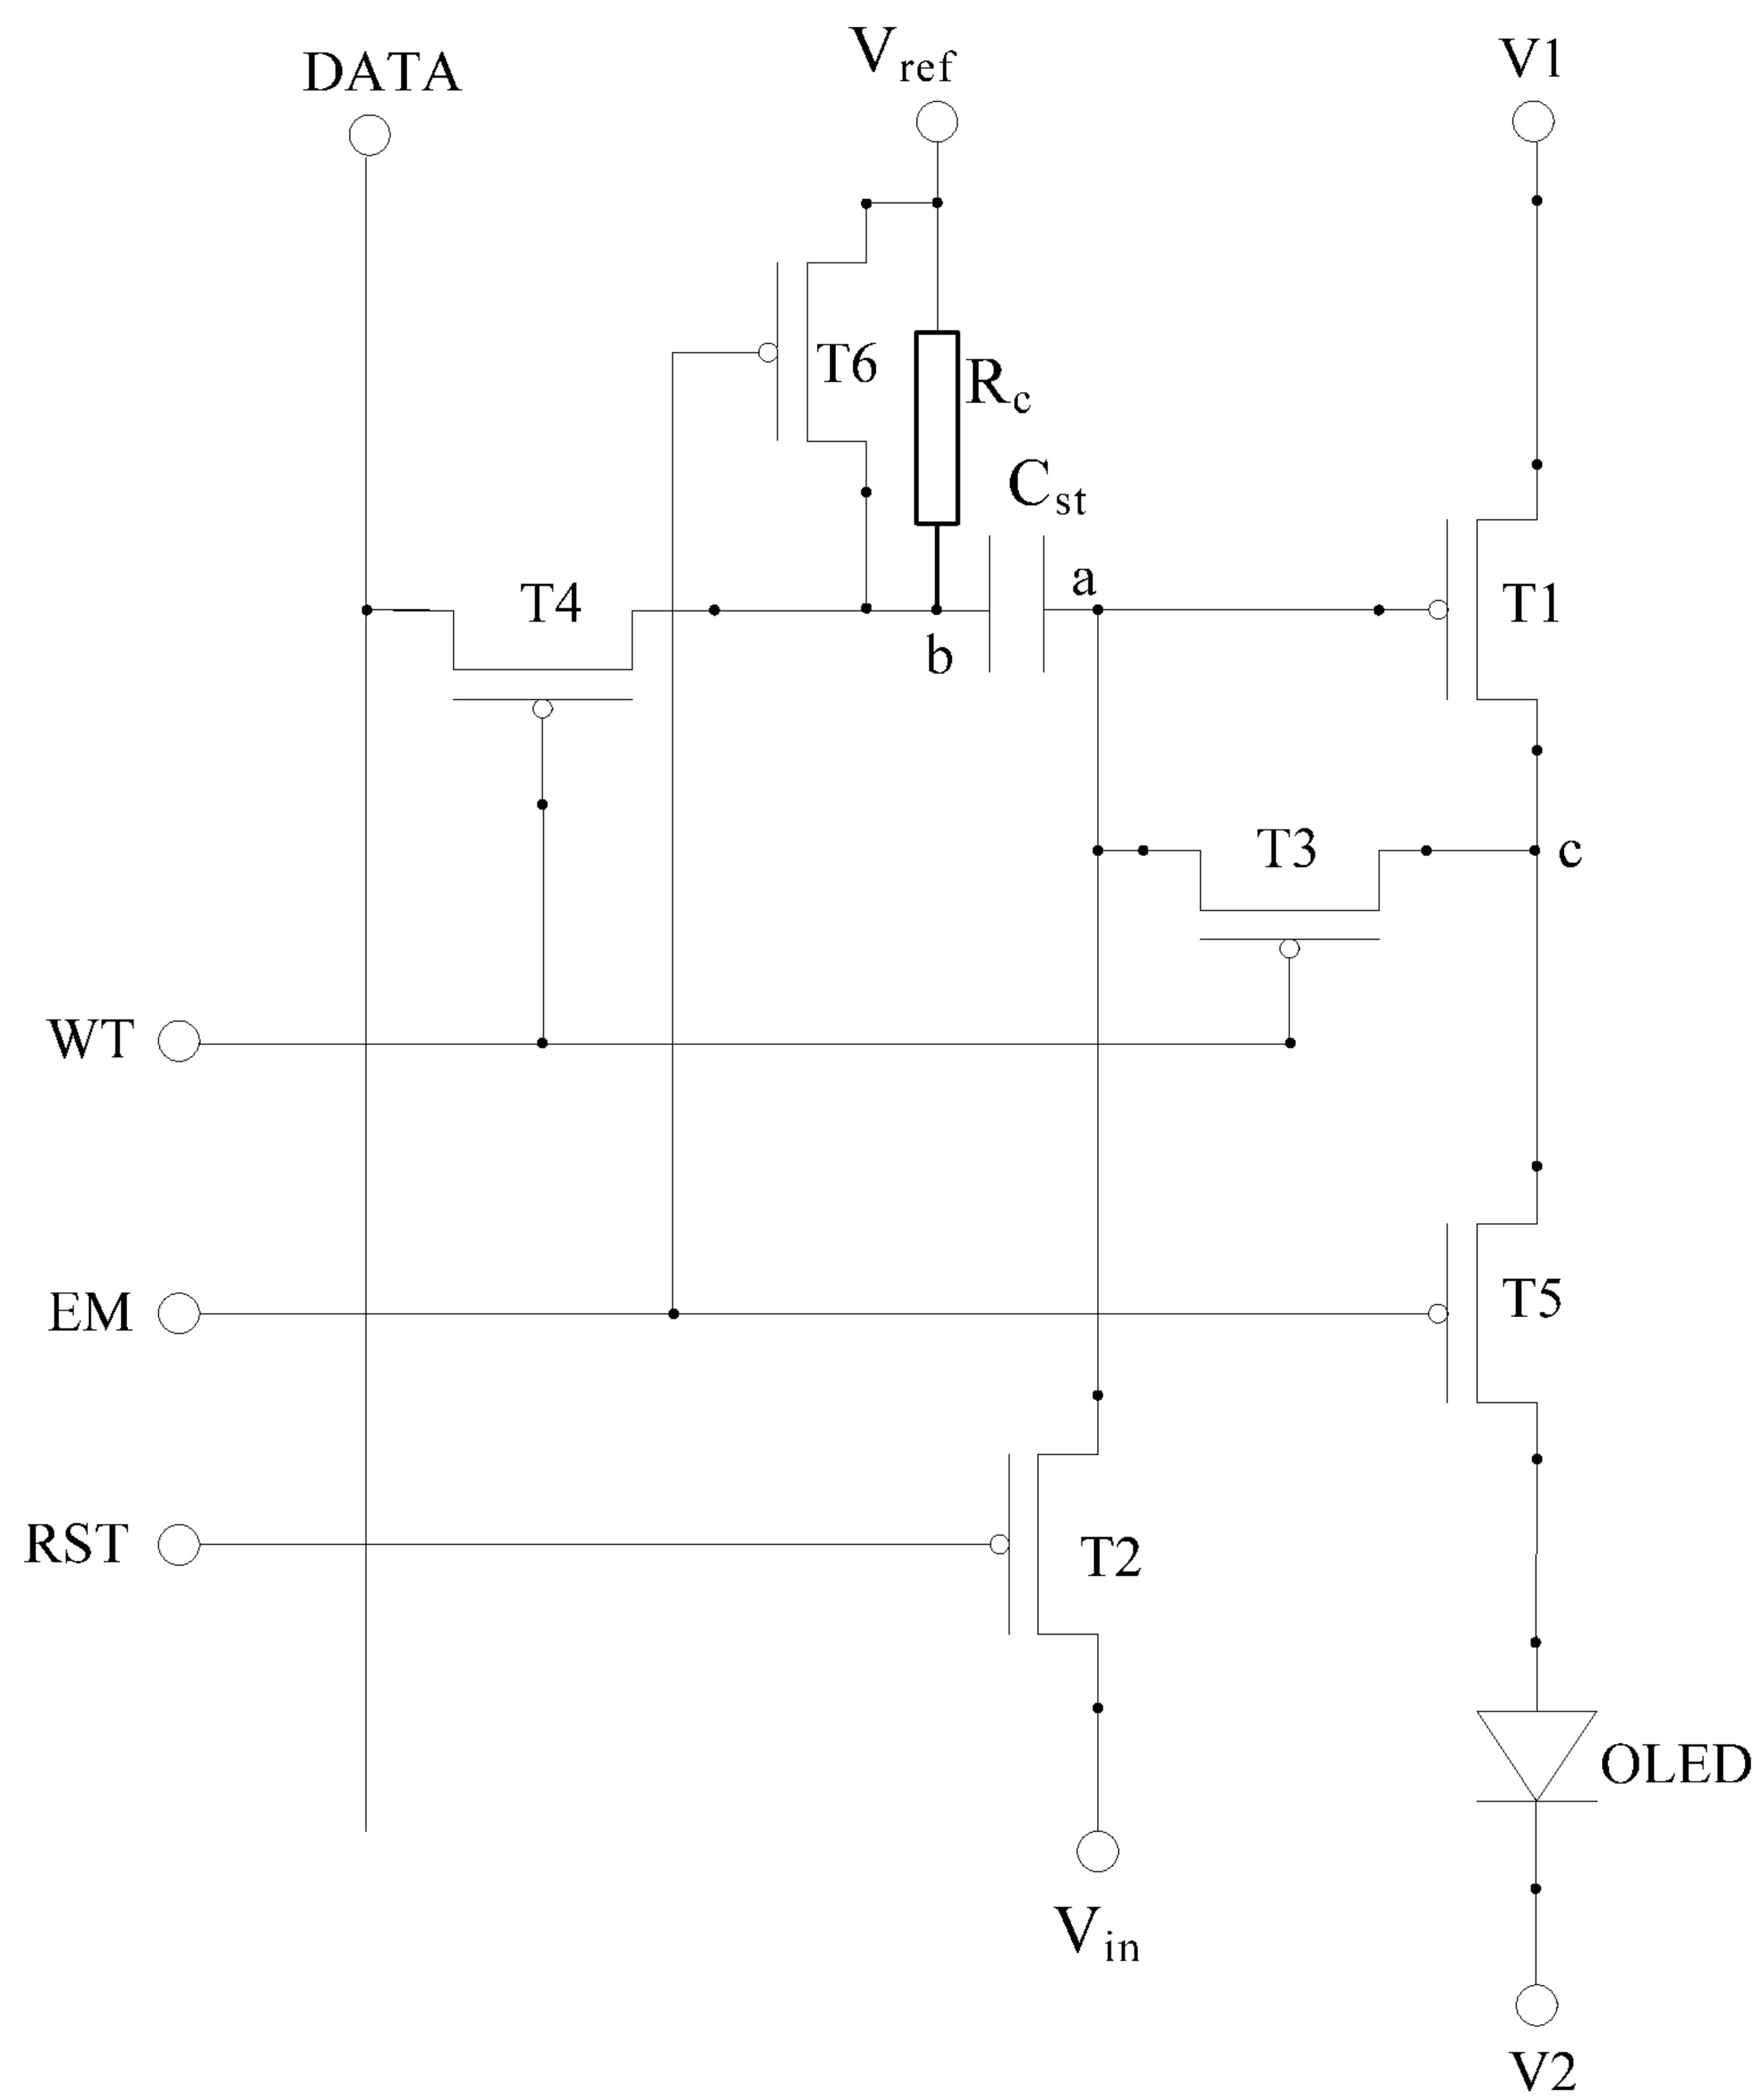 DATA
Vref
V1
T6
Rc
Cst
a
T4
T1
b
T3
c
WT
EM
T5
RST
T2
OLED
Vin
V2